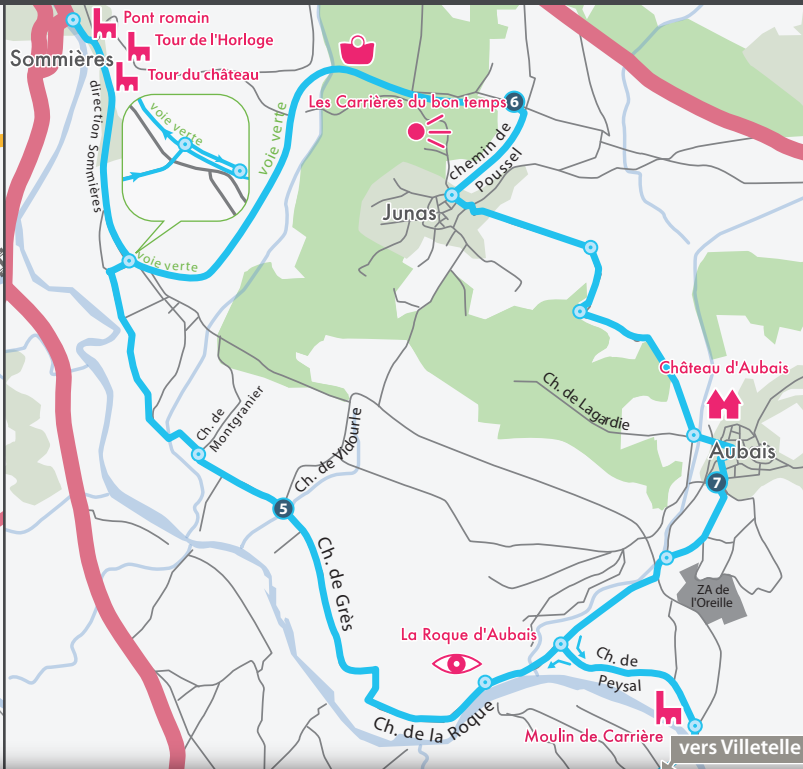 Pont romain
Tour de l'Horloge
Sommières
Tour du château
direction Sommières
voie verte
voie verte
voie verte
Les Carrières du bon temps
6
chemin de
Poussel
Junas
Château d'Aubais
Ch. de Lagardie
Aubais
7
Ch. de
Montgranier
Ch. de Vidourle
5
Ch. de Grès
ZA de
l'Oreille
La Roque d'Aubais
Ch. de
Peysal
Ch. de la Roque
Moulin de Carrière
vers Villetelle